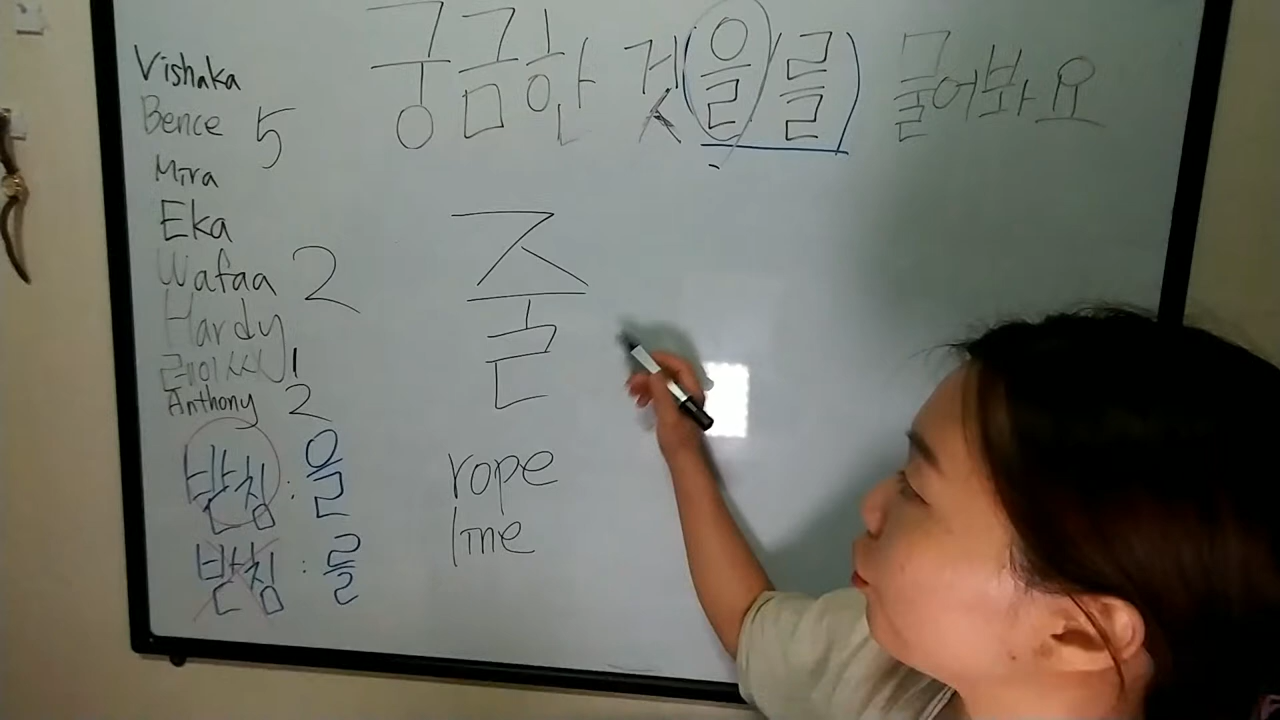 궁금한 것(을/를) 물어봐요
Vishaka
Bence 5
Mira
Eka
Wafaa 2
Hardy
레이씨 1
Anthony 2
받침 : 을
받침 : 를
줄
rope
line